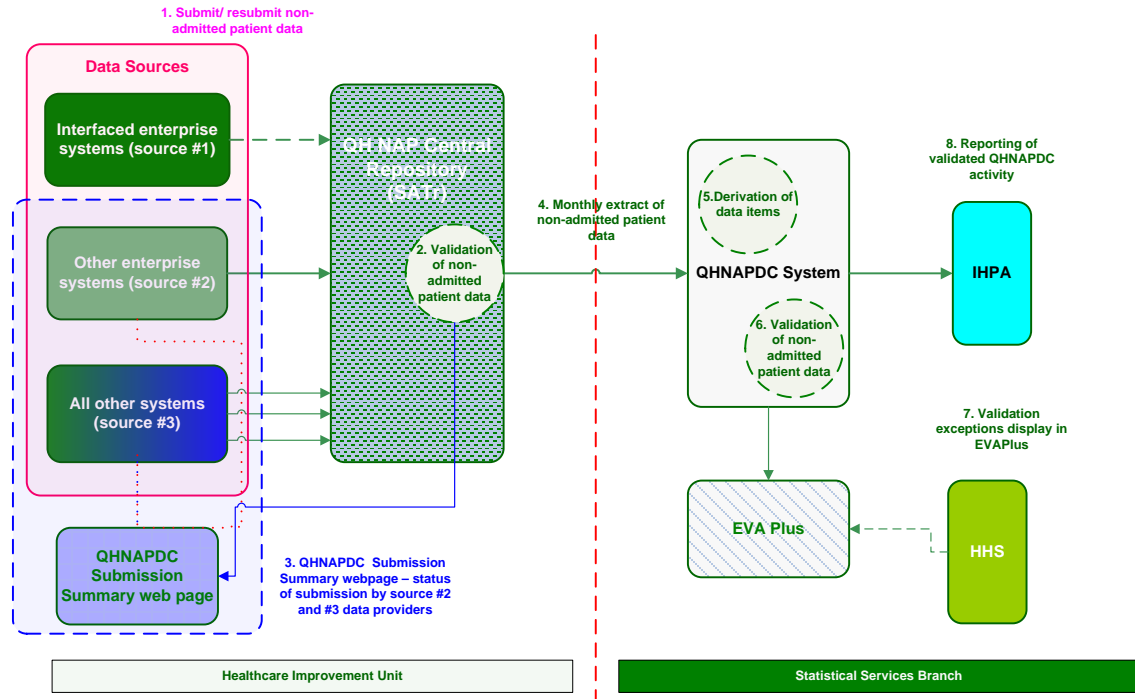 1. Submit/ resubmit non-
admitted patient data
Data Sources
Interfaced enterprise
systems (source #1)
Other enterprise
systems (source #2)
All other systems
(source #3)
QHNAPDC
Submission
Summary web page
QH NAP Central
Repository
(SATr)
2. Validation
of non-
admitted
patient data
3. QHNAPDC  Submission
Summary webpage – status
of submission by source #2
and #3 data providers
4. Monthly extract of
non-admitted patient
data
5.Derivation of
data items
QHNAPDC System
6. Validation
of non-
admitted
patient data
8. Reporting of
validated QHNAPDC
activity
IHPA
7. Validation
exceptions display in
EVAPlus
EVA Plus
HHS
Healthcare Improvement Unit
Statistical Services Branch